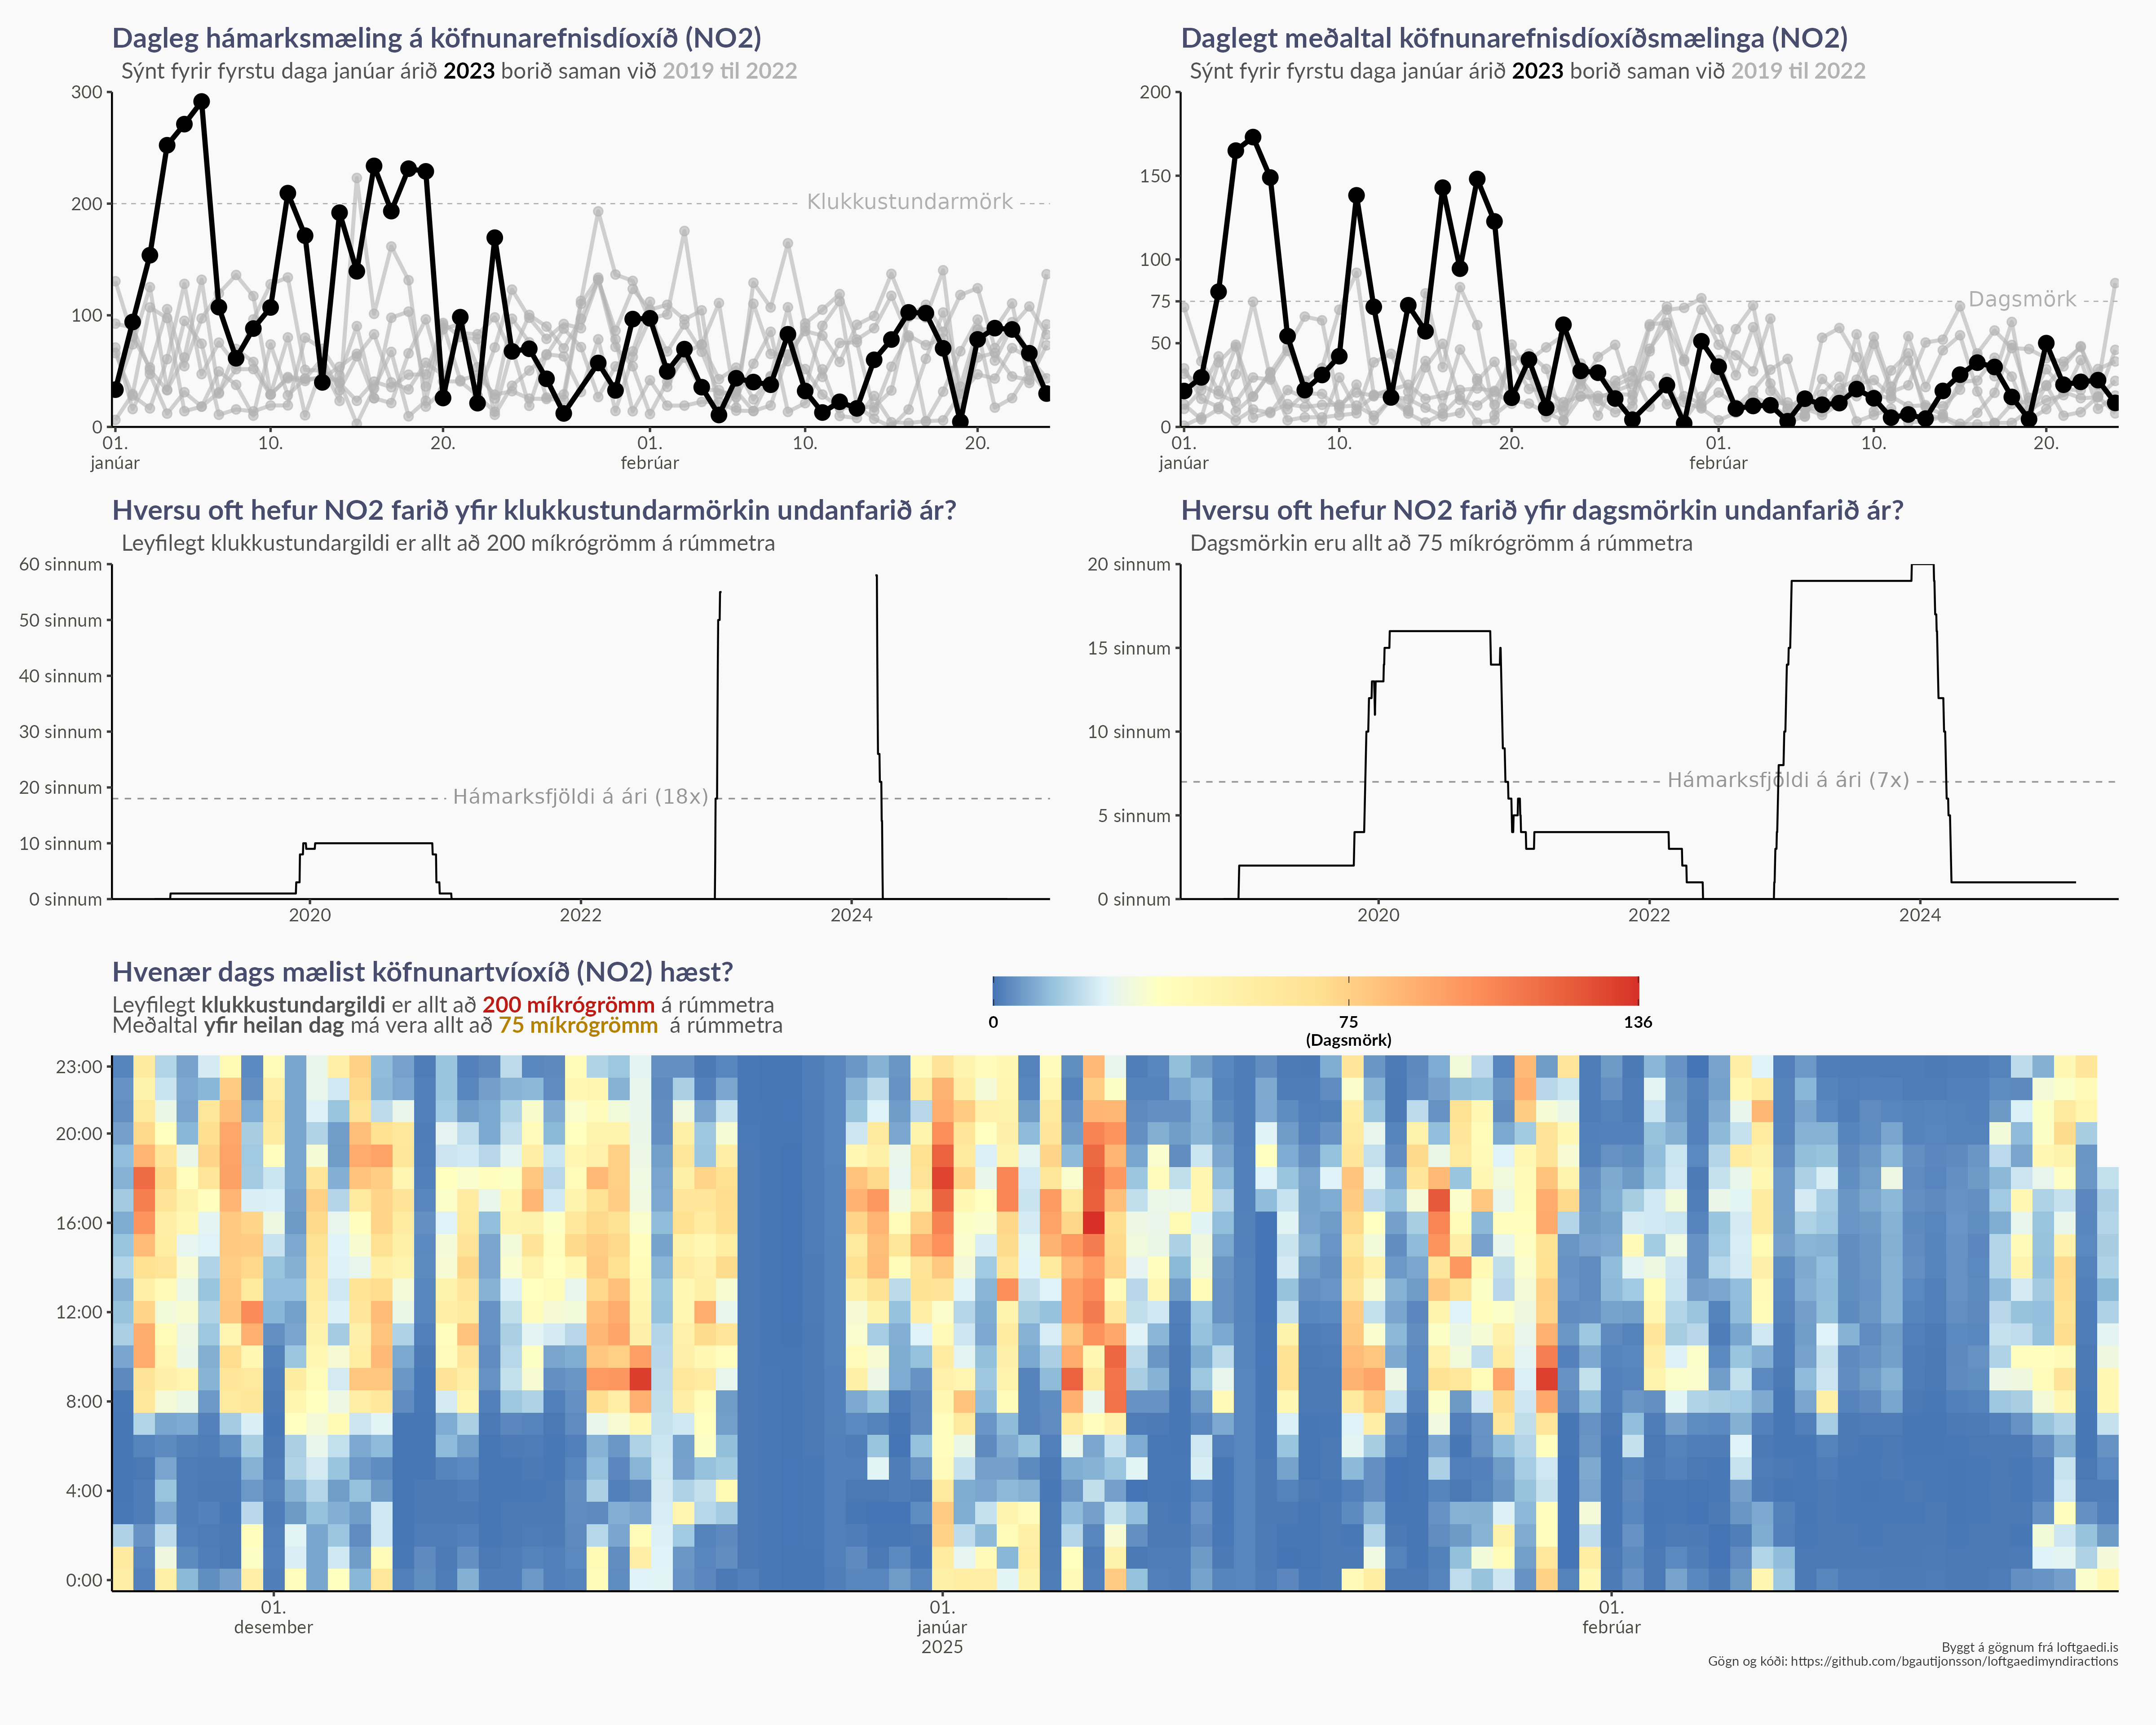 Dagleg hámarksmæling á köfnunarefnisdíoxíð (NO2)
Sýnt fyrir fyrstu daga janúar árið 2023 borið saman við 2019 til 2022
300
200
100
0
Klukkustundarmörk
01.
janúar
10.
20.
01.
febrúar
10.
20.
Daglegt meðaltal köfnunarefnisdíoxíðsmælinga (NO2)
Sýnt fyrir fyrstu daga janúar árið 2023 borið saman við 2019 til 2022
200
150
100
75
50
0
Dagsmörk
01.
janúar
10.
20.
01.
febrúar
10.
20.
Hversu oft hefur NO2 farið yfir klukkustundarmörkin undanfarið ár?
Leyfilegt klukkustundargildi er allt að 200 míkrógrömm á rúmmetra
60 sinnum
50 sinnum
40 sinnum
30 sinnum
20 sinnum
10 sinnum
0 sinnum
Hámarksfjöldi á ári (18x)
2020
2022
2024
Hversu oft hefur NO2 farið yfir dagsmörkin undanfarið ár?
Dagsmörkin eru allt að 75 míkrógrömm á rúmmetra
20 sinnum
15 sinnum
10 sinnum
5 sinnum
0 sinnum
Hámarksfjöldi á ári (7x)
2020
2022
2024
Hvenær dags mælist köfnunartvíoxíð (NO2) hæst?
Leyfilegt klukkustundargildi er allt að 200 míkrógrömm á rúmmetra
Meðaltal yfir heilan dag má vera allt að 75 míkrógrömm á rúmmetra
0
75
(Dagsmörk)
136
23:00
20:00
16:00
12:00
8:00
4:00
0:00
01.
desember
01.
janúar
2025
01.
febrúar
Byggt á gögnum frá loftgaedi.is
Gögn og kóði: https://github.com/bgautijonsson/loftgaedimyndiractions